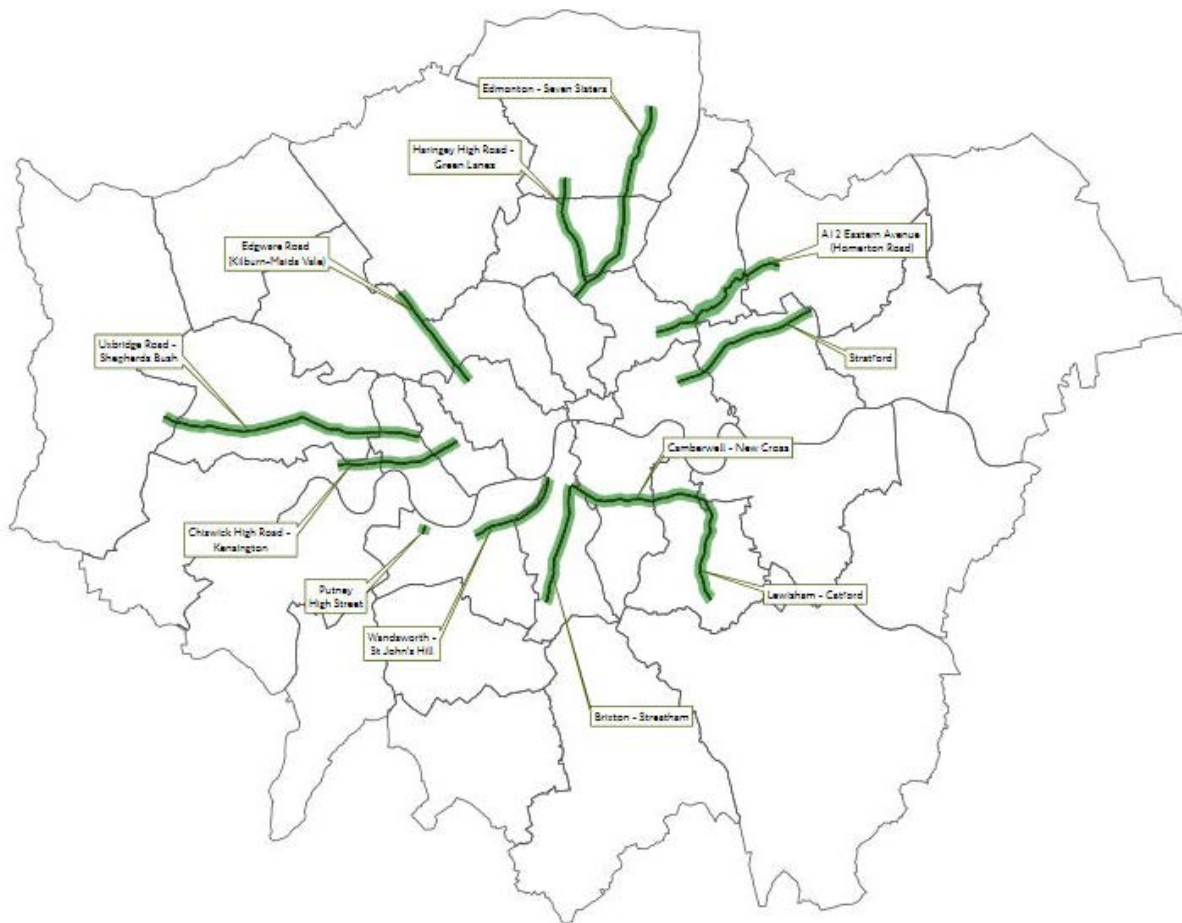 Edmonton - Seven Sisters
Haringey High Road -
Green Lanes
A12 Eastern Avenue
(Homerton Road)
Edgware Road
(Kilburn-Maida Vale)
Uxbridge Road -
Shepherds Bush
Stratford
Camberwell - New Cross
Chiswick High Road -
Kensington
Putney
High Street
Lewisham - Catford
Wandsworth -
St John's Hill
Brixton - Streatham